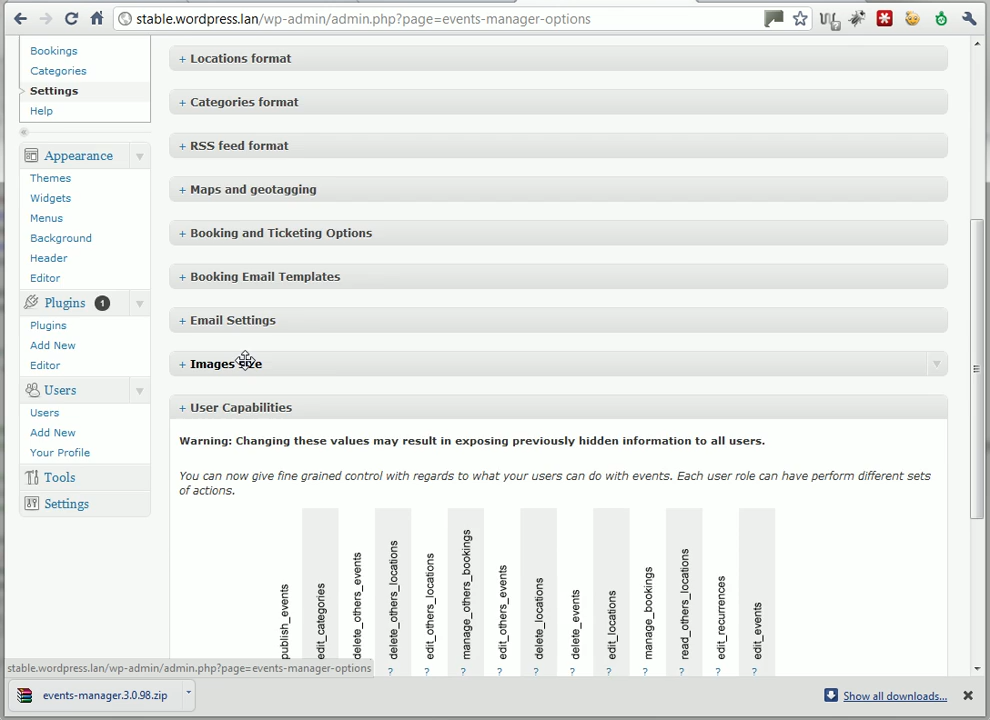 stable.wordpress.lan/wp-admin/admin.php?page=events-manager-options
Bookings
Categories
Settings
Help
Appearance
Themes
Widgets
Menus
Background
Header
Editor
Plugins 1
Plugins
Add New
Editor
Users
Users
Add New
Your Profile
Tools
Settings
+ Locations format
+ Categories format
+ RSS feed format
+ Maps and geotagging
+ Booking and Ticketing Options
+ Booking Email Templates
+ Email Settings
+ Images size
+ User Capabilities
Warning: Changing these values may result in exposing previously hidden information to all users.
You can now give fine grained control with regards to what your users can do with events. Each user role can have perform different sets
of actions.
publish_events
edit_categories
delete_others_events
delete_others_locations
edit_others_locations
manage_others_bookings
edit_others_events
delete_locations
delete_events
edit_locations
manage_bookings
read_others_locations
edit_recurrences
edit_events
? ? ? ? ? ? ? ? ? ? ?
stable.wordpress.lan/wp-admin/admin.php?page=events-manager-options
events-manager.3.0.98.zip
Show all downloads...